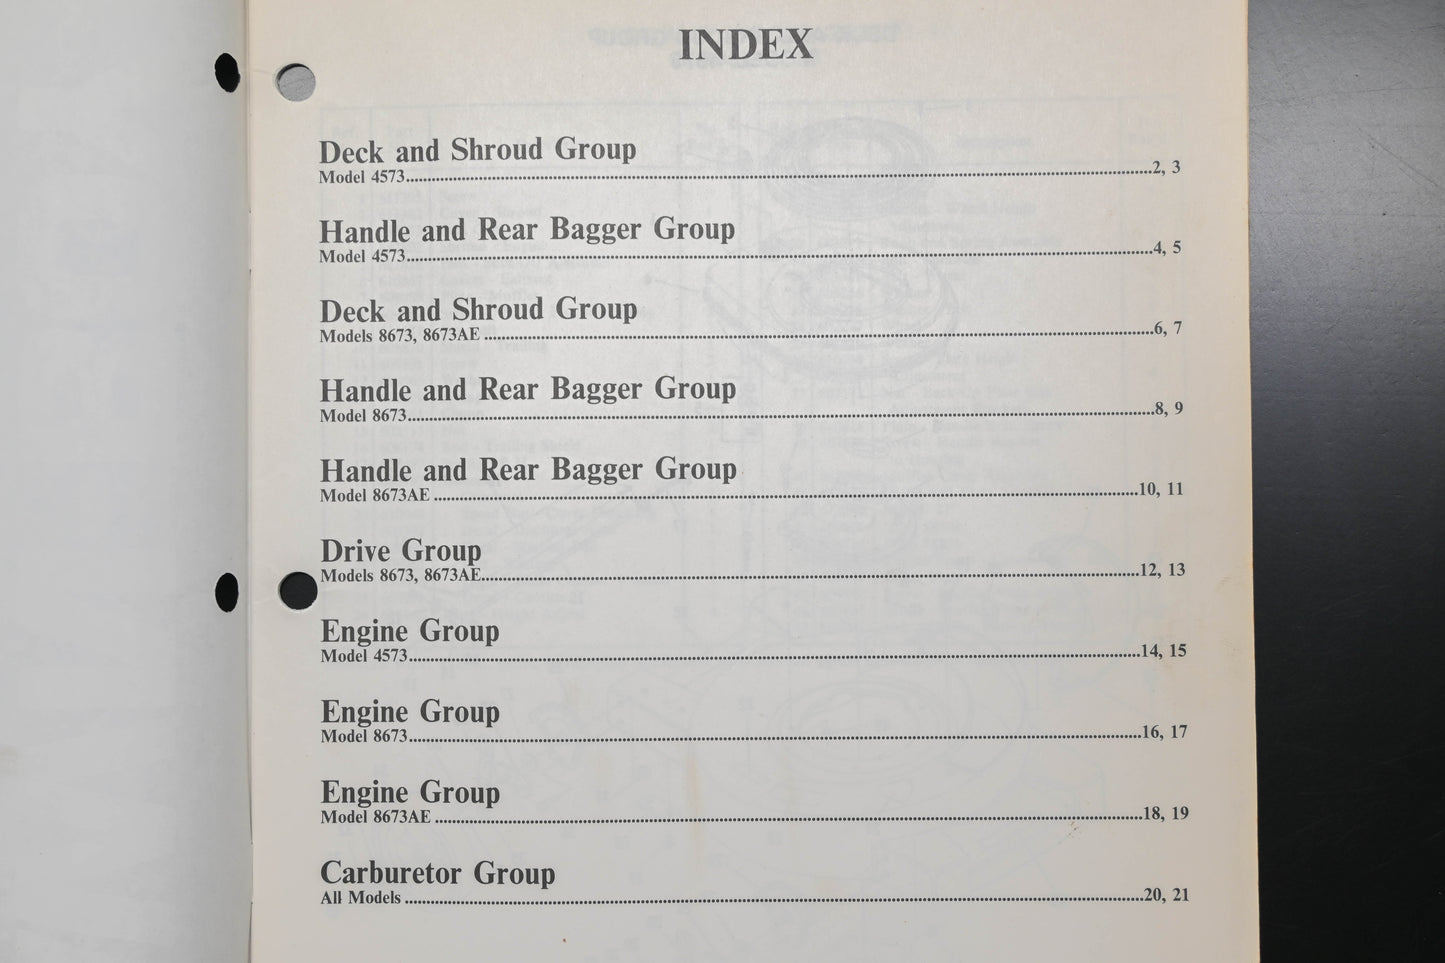 INDEX
Deck and Shroud Group
Model 4573 2, 3
Handle and Rear Bagger Group
Model 4573 4, 5
Deck and Shroud Group
Models 8673, 8673AE 6, 7
Handle and Rear Bagger Group
Model 8673 8, 9
Handle and Rear Bagger Group
Model 8673AE 10, 11
Drive Group
Models 8673, 8673AE 12, 13
Engine Group
Model 4573 14, 15
Engine Group
Model 8673 16, 17
Engine Group
Model 8673AE 18, 19
Carburetor Group
All Models 20, 21